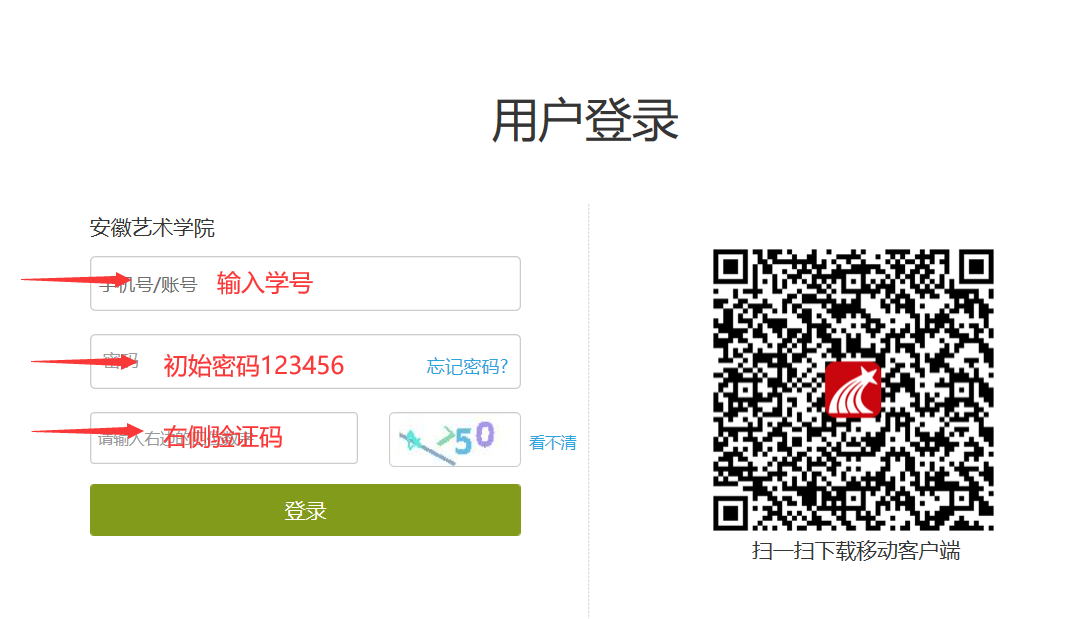 用户登录
安徽艺术学院
手机号/账号 输入学号
密码 初始密码123456 忘记密码?
右侧验证码 看不清
登录
扫一扫下载移动客户端